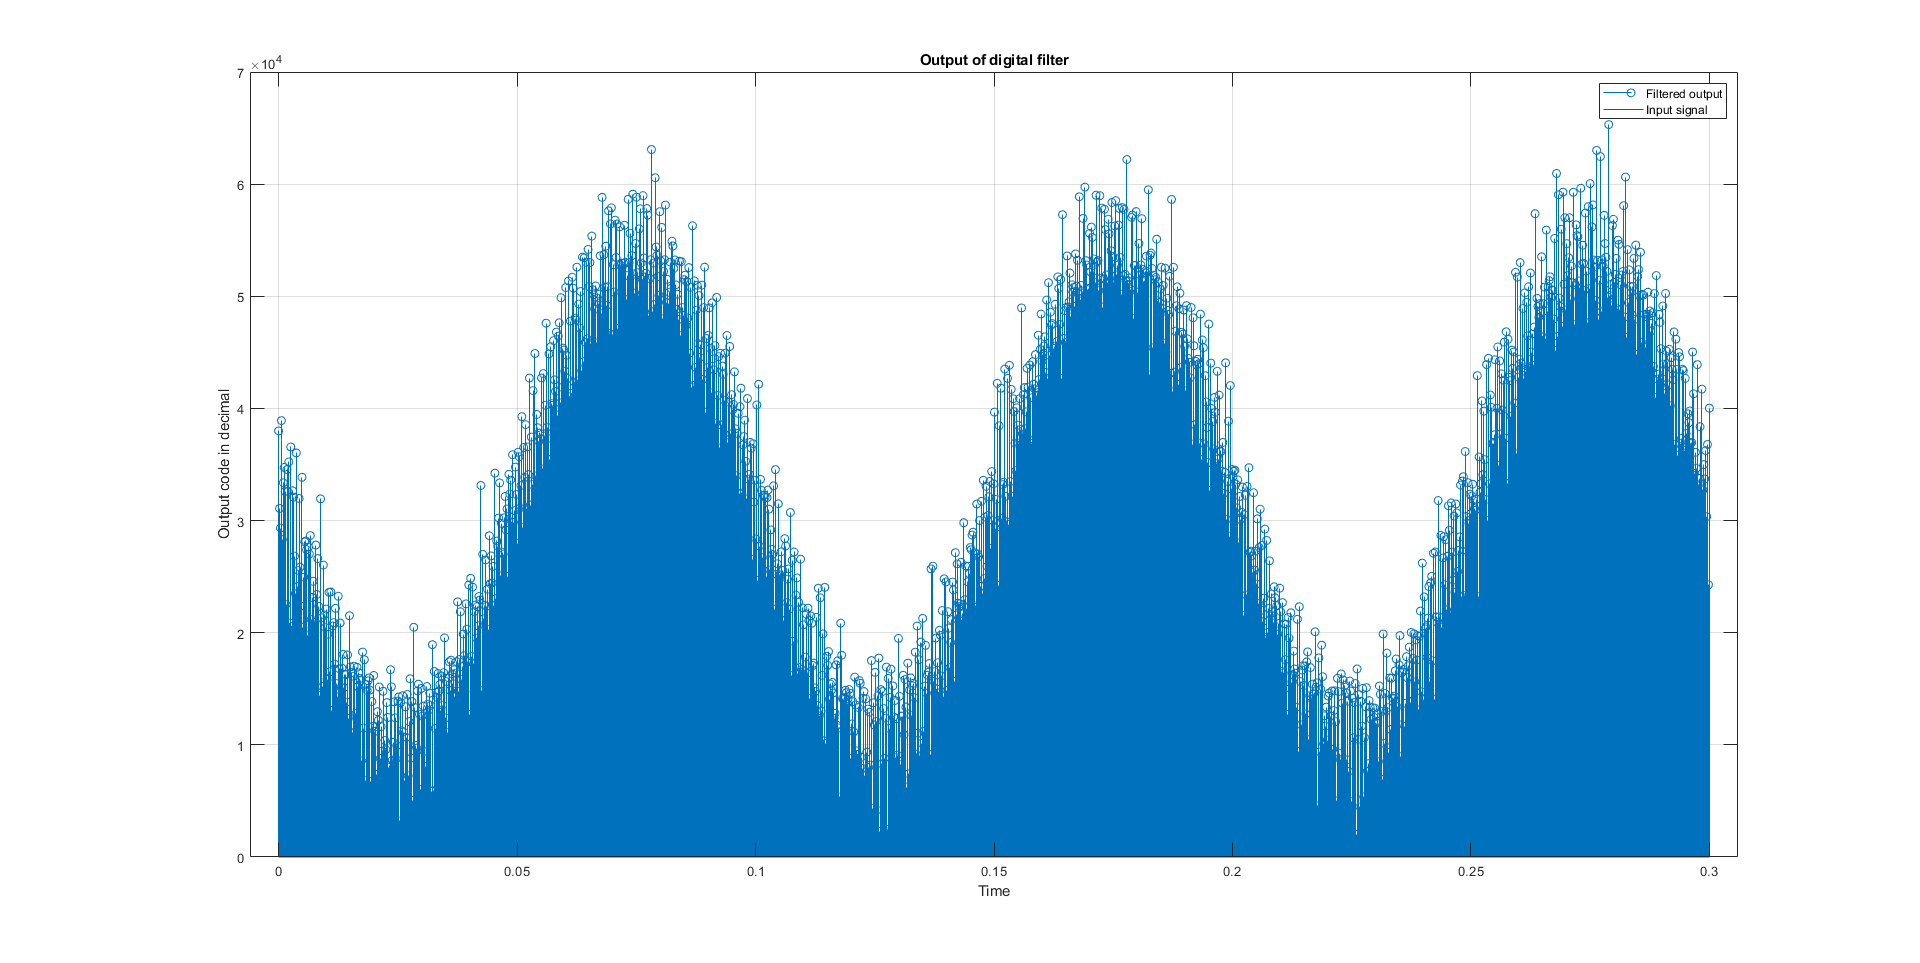 Output of digital filter
×10^4
Filtered output
Input signal
7
6
5
4
3
2
1
0
Output code in decimal
0 0.05 0.1 0.15 0.2 0.25 0.3
Time